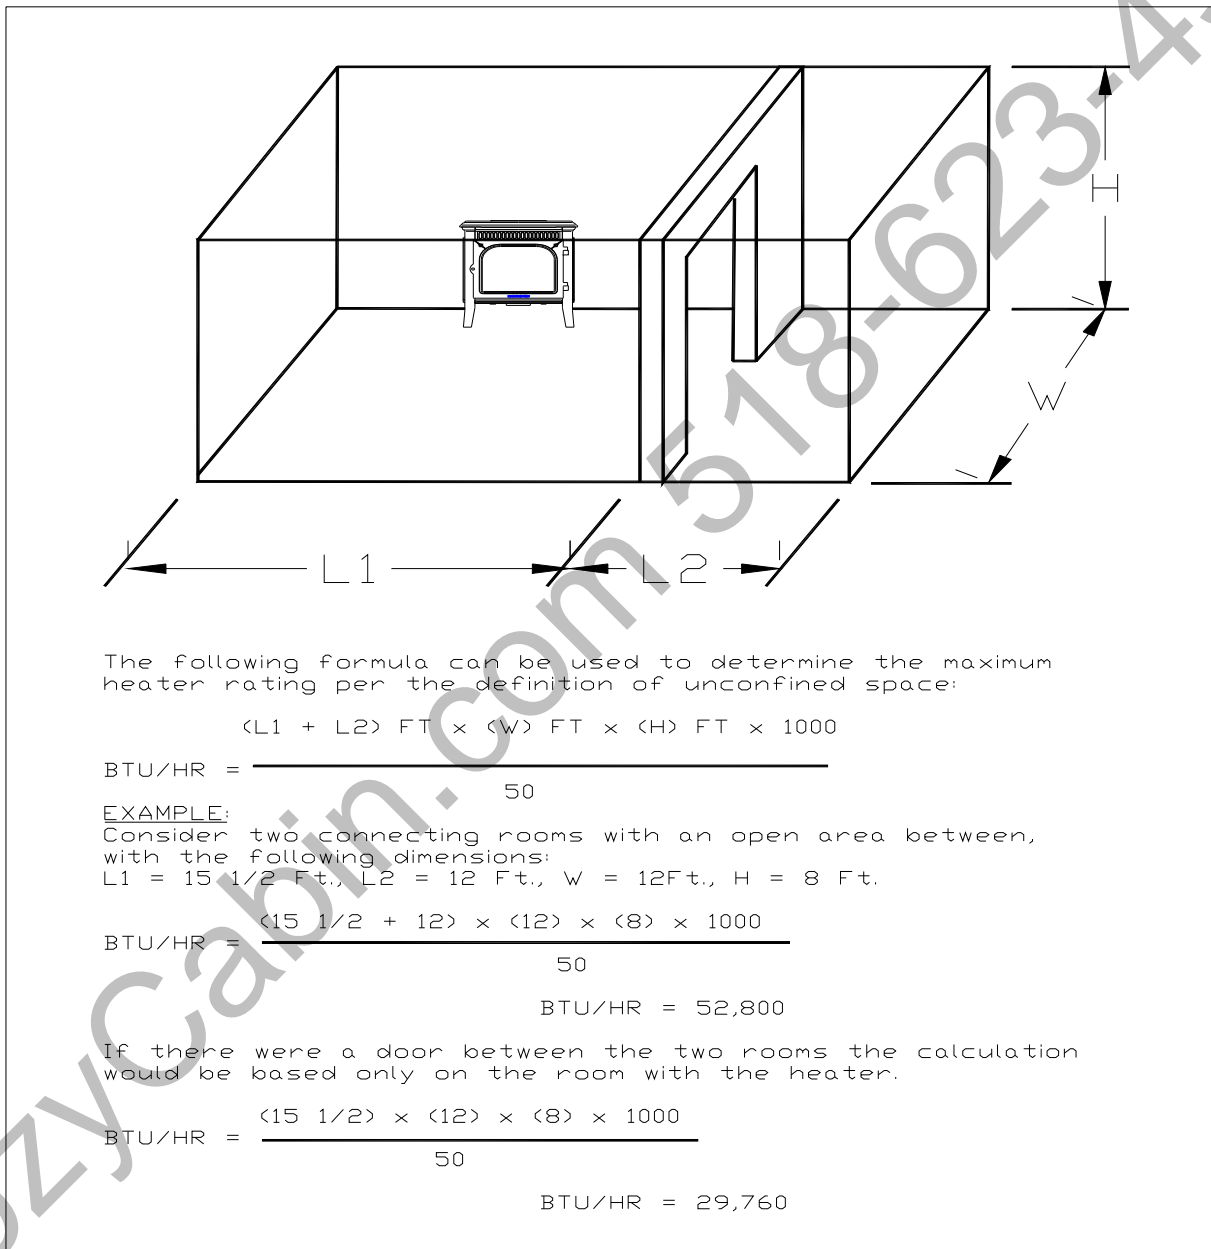 H
W
L1
L2
The following formula can be used to determine the maximum
heater rating per the definition of unconfined space:
(L1 + L2) FT x (W) FT x (H) FT x 1000
BTU/HR =
50
EXAMPLE:
Consider two connecting rooms with an open area between,
with the following dimensions:
L1 = 15 1/2 Ft., L2 = 12 Ft., W = 12Ft., H = 8 Ft.
(15 1/2 + 12) x (12) x (8) x 1000
BTU/HR =
50
BTU/HR = 52,800
If there were a door between the two rooms the calculation
would be based only on the room with the heater.
(15 1/2) x (12) x (8) x 1000
BTU/HR =
50
BTU/HR = 29,760
ozyCabin.com 518-623-4